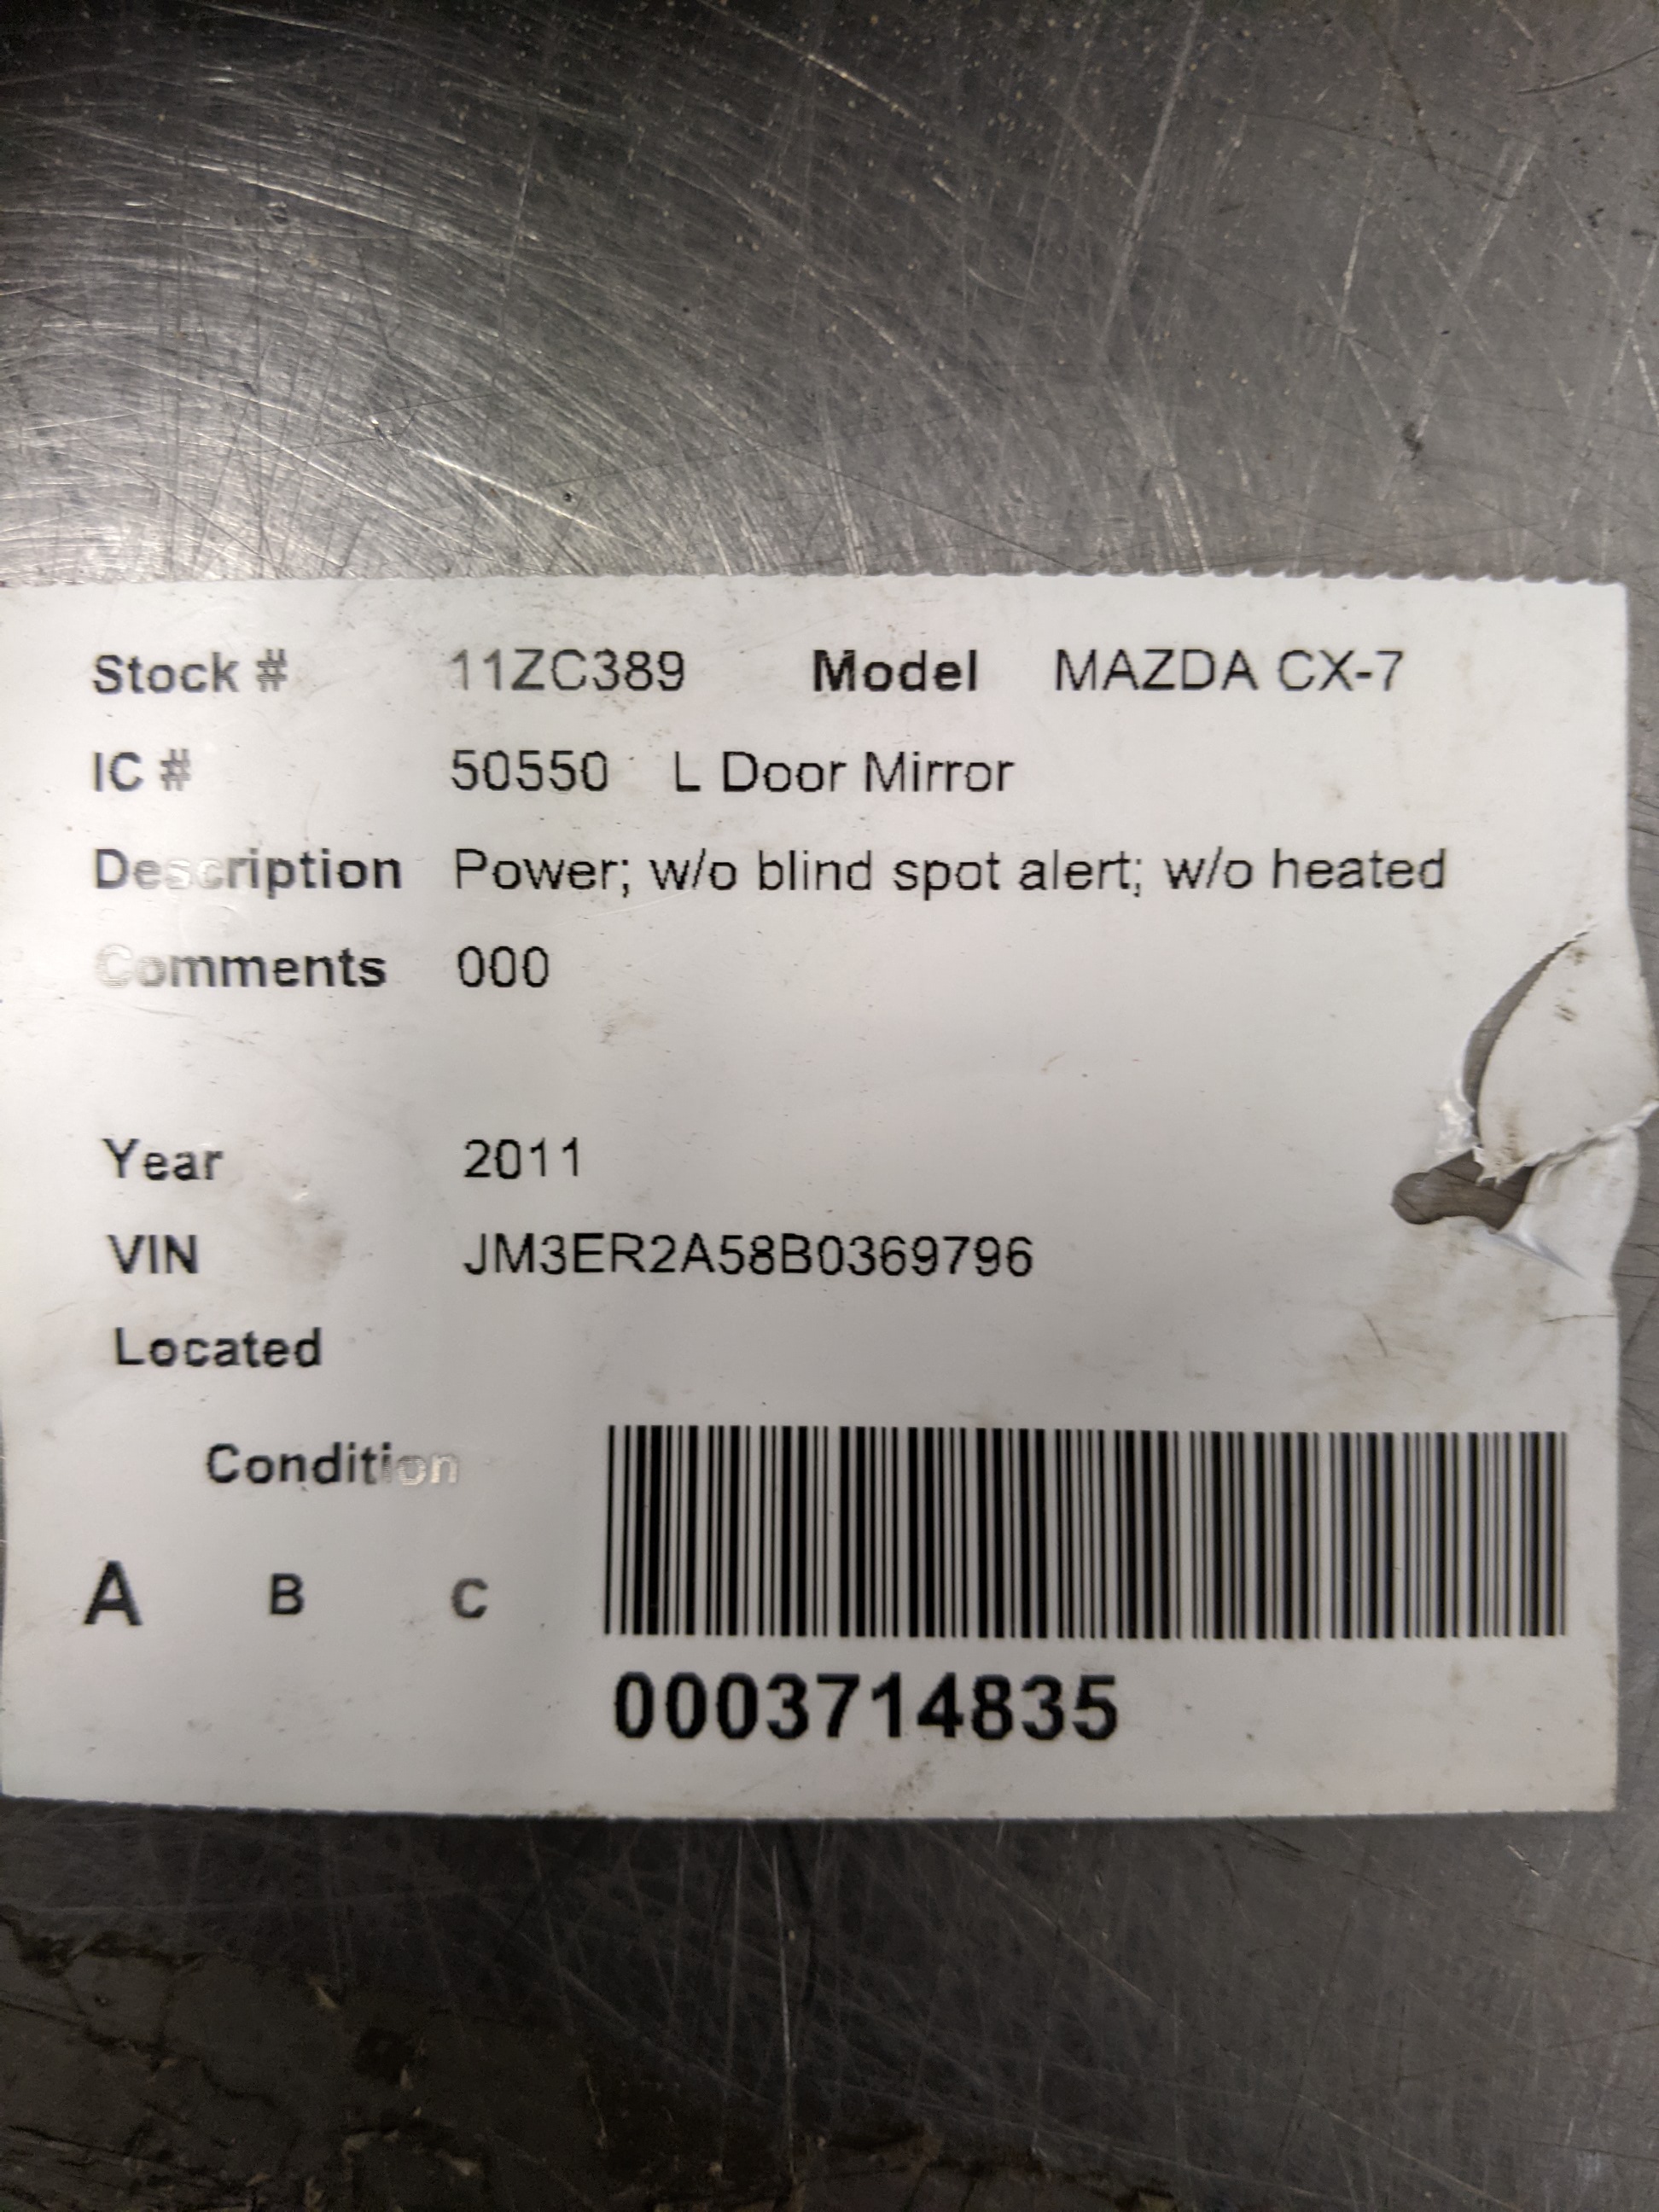 Stock # 11ZC389 Model MAZDA CX-7
IC # 50550 L Door Mirror
Description Power; w/o blind spot alert; w/o heated
Comments 000
Year 2011
VIN JM3ER2A58B0369796
Located
Condition
A B C
0003714835